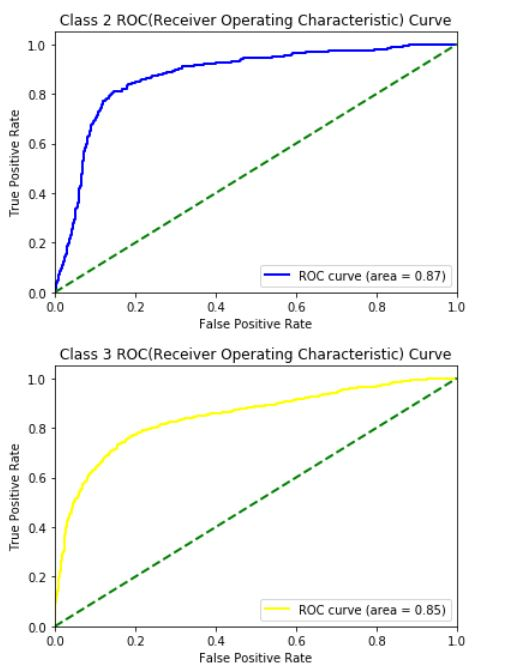 Class 2 ROC(Receiver Operating Characteristic) Curve
1.0
0.8
0.6
0.4
0.2
0.0
True Positive Rate
ROC curve (area = 0.87)
0.0 0.2 0.4 0.6 0.8 1.0
False Positive Rate
Class 3 ROC(Receiver Operating Characteristic) Curve
1.0
0.8
0.6
0.4
0.2
0.0
True Positive Rate
ROC curve (area = 0.85)
0.0 0.2 0.4 0.6 0.8 1.0
False Positive Rate